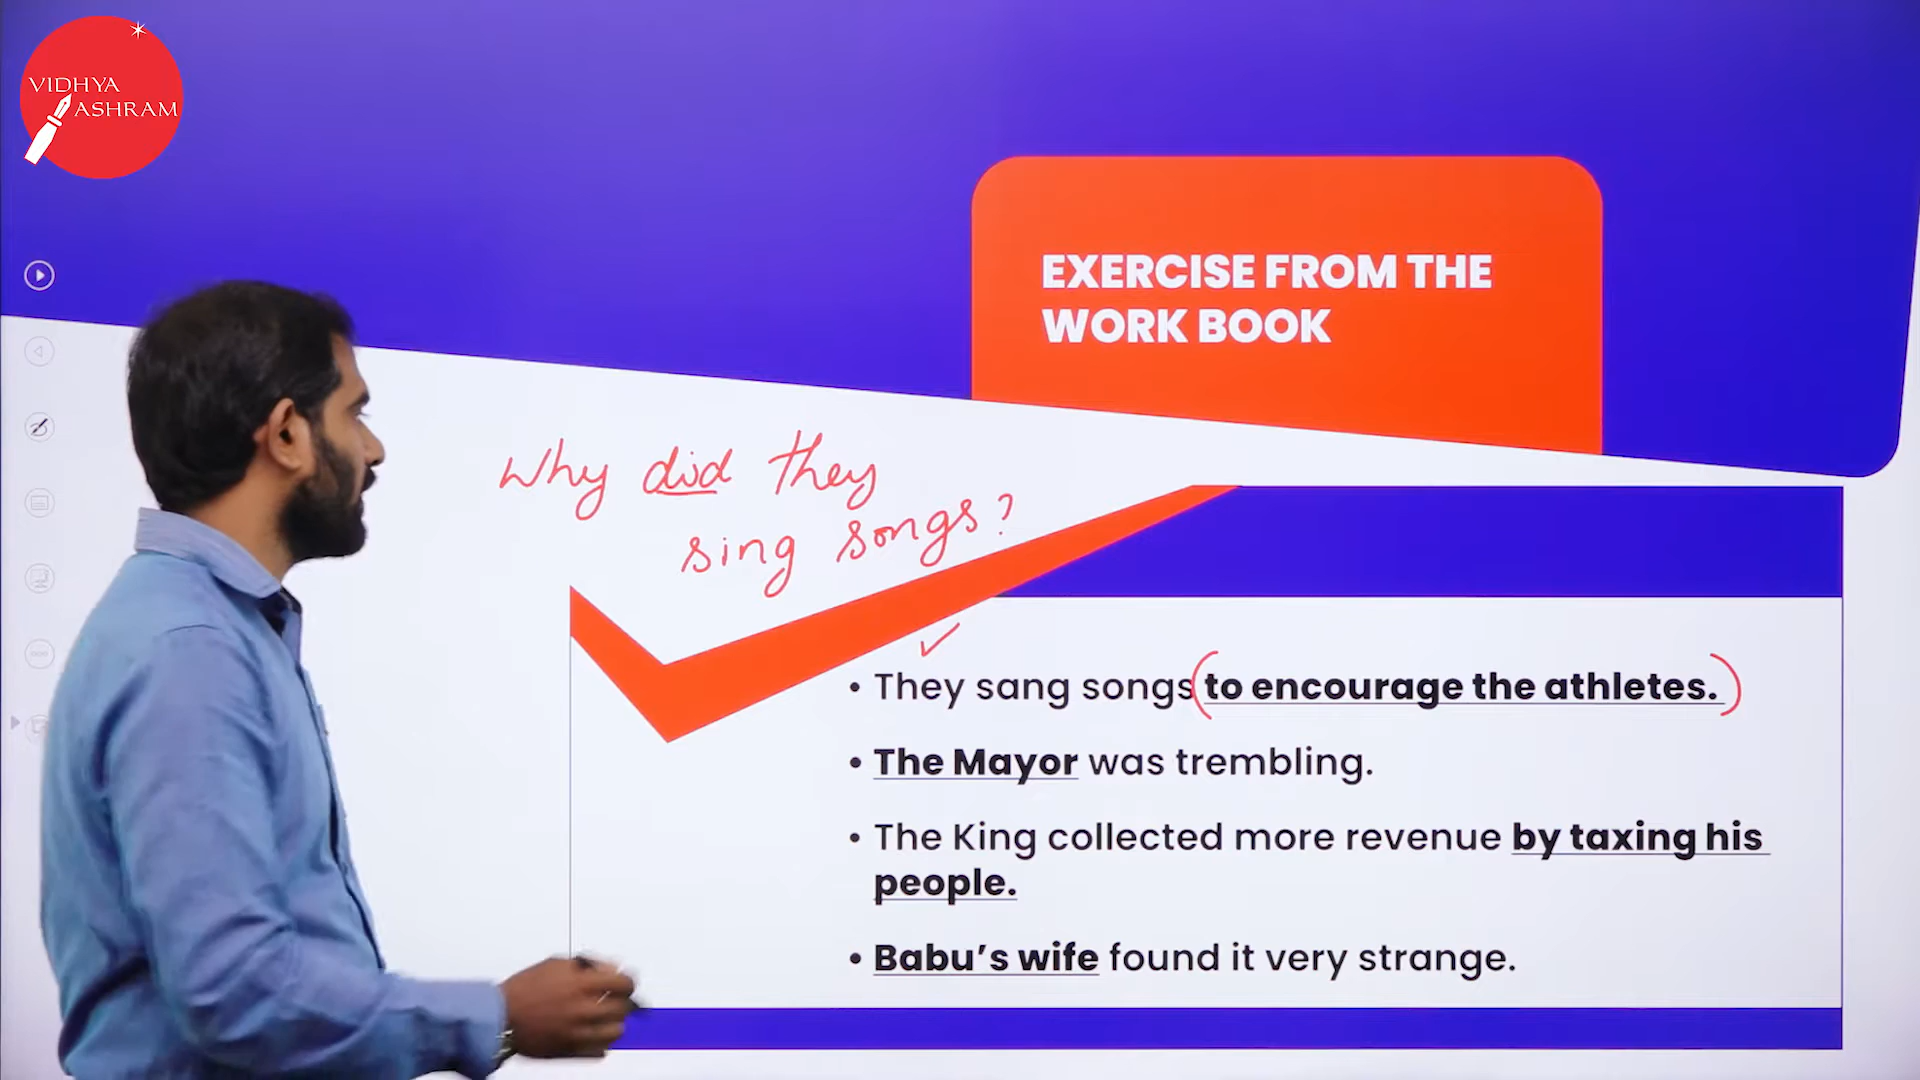 VIDHYA
ASHRAM
EXERCISE FROM THE
WORK BOOK
Why did they
sing songs?
• They sang songs (to encourage the athletes.)
• The Mayor was trembling.
• The King collected more revenue by taxing his
people.
• Babu’s wife found it very strange.